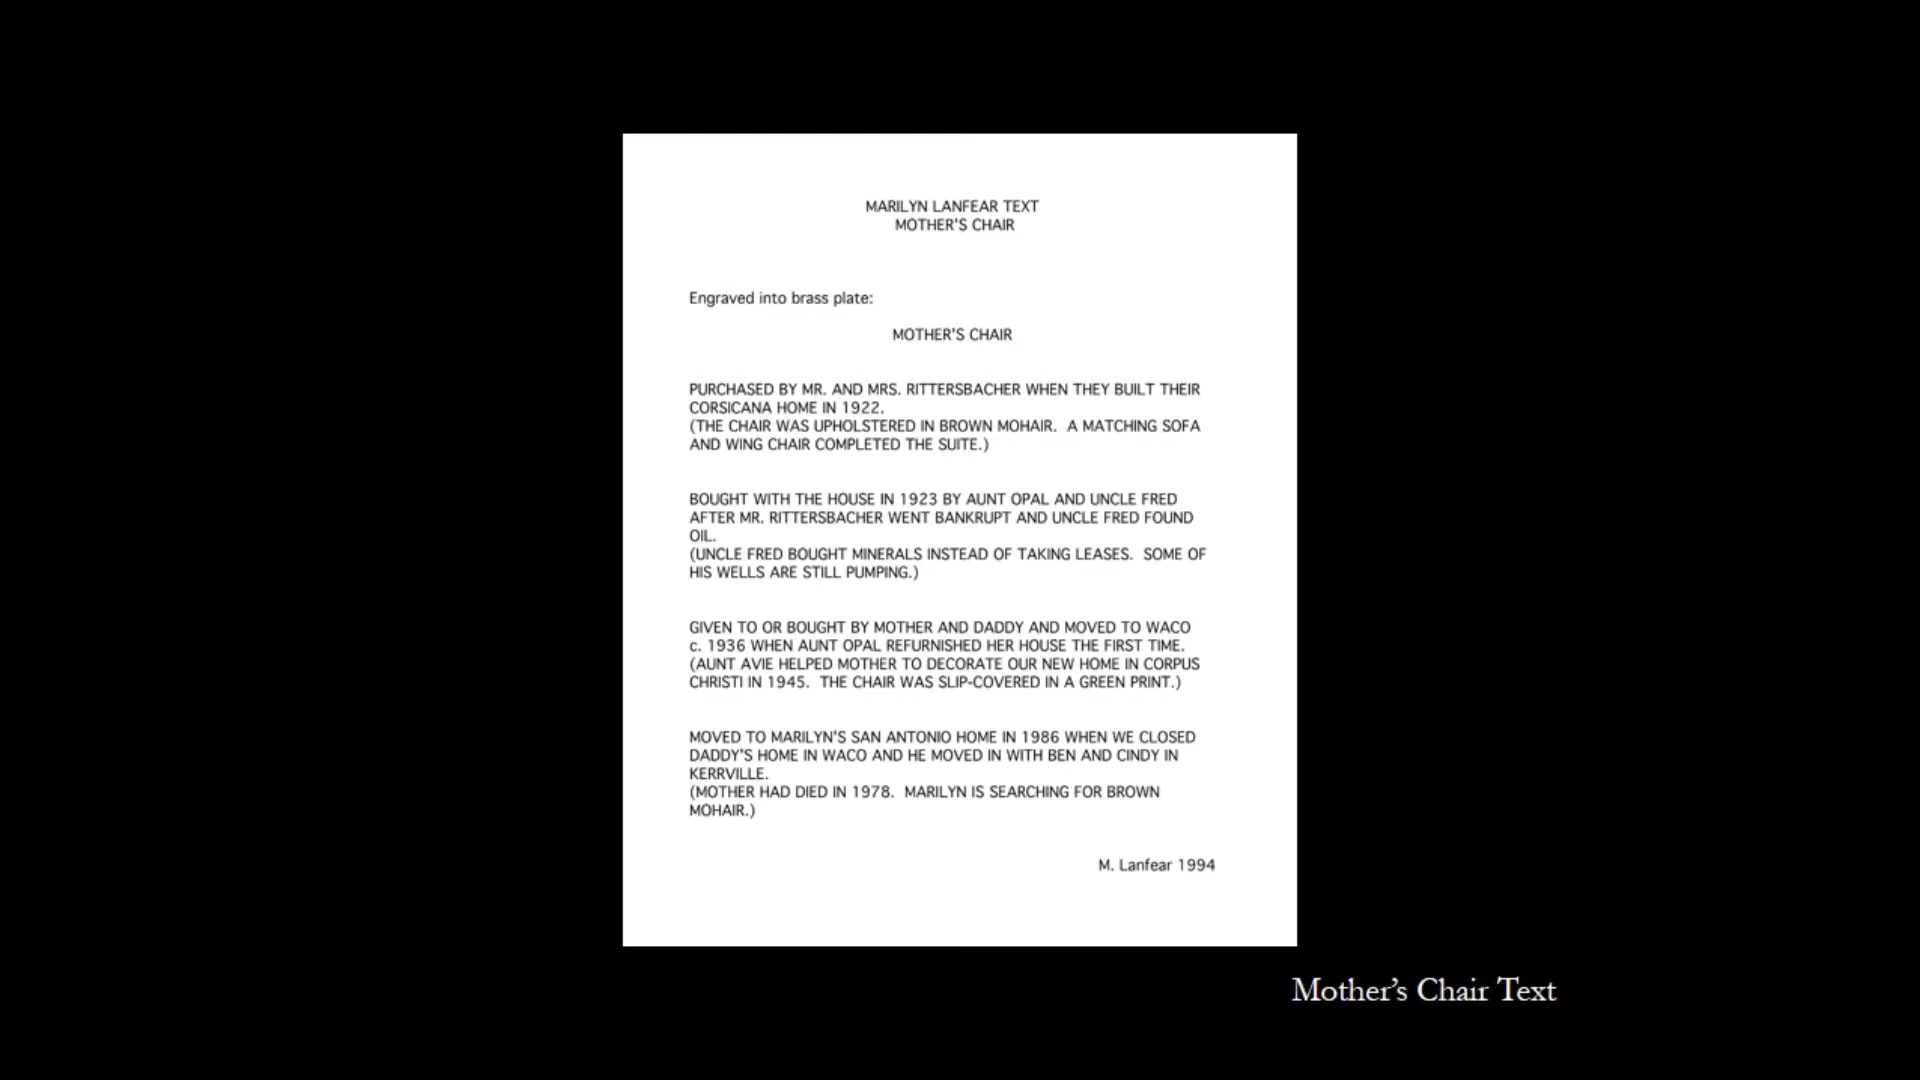 MARILYN LANFEAR TEXT
MOTHER'S CHAIR
Engraved into brass plate:
MOTHER'S CHAIR
PURCHASED BY MR. AND MRS. RITTERSBACHER WHEN THEY BUILT THEIR
CORSICANA HOME IN 1922.
(THE CHAIR WAS UPHOLSTERED IN BROWN MOHAIR.  A MATCHING SOFA
AND WING CHAIR COMPLETED THE SUITE.)
BOUGHT WITH THE HOUSE IN 1923 BY AUNT OPAL AND UNCLE FRED
AFTER MR. RITTERSBACHER WENT BANKRUPT AND UNCLE FRED FOUND
OIL.
(UNCLE FRED BOUGHT MINERALS INSTEAD OF TAKING LEASES.  SOME OF
HIS WELLS ARE STILL PUMPING.)
GIVEN TO OR BOUGHT BY MOTHER AND DADDY AND MOVED TO WACO
c. 1936 WHEN AUNT OPAL REFURNISHED HER HOUSE THE FIRST TIME.
(AUNT AVIE HELPED MOTHER TO DECORATE OUR NEW HOME IN CORPUS
CHRISTI IN 1945.  THE CHAIR WAS SLIP-COVERED IN A GREEN PRINT.)
MOVED TO MARILYN'S SAN ANTONIO HOME IN 1986 WHEN WE CLOSED
DADDY'S HOME IN WACO AND HE MOVED IN WITH BEN AND CINDY IN
KERRVILLE.
(MOTHER HAD DIED IN 1978.  MARILYN IS SEARCHING FOR BROWN
MOHAIR.)
M. Lanfear 1994
Mother’s Chair Text